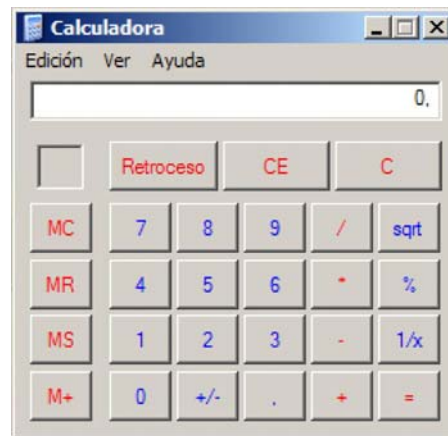 Calculadora
Edición Ver Ayuda
0,
Retroceso CE C
MC 7 8 9 / sqrt
MR 4 5 6 * %
MS 1 2 3 - 1/x
M+ 0 +/- , + =